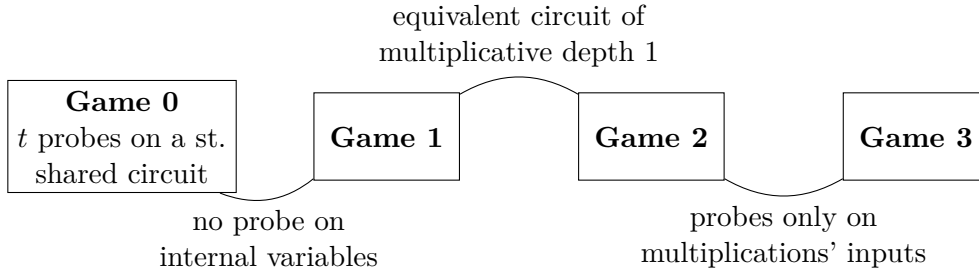 equivalent circuit of
multiplicative depth 1
Game 0
t probes on a st.
shared circuit
Game 1
Game 2
Game 3
no probe on
internal variables
probes only on
multiplications' inputs